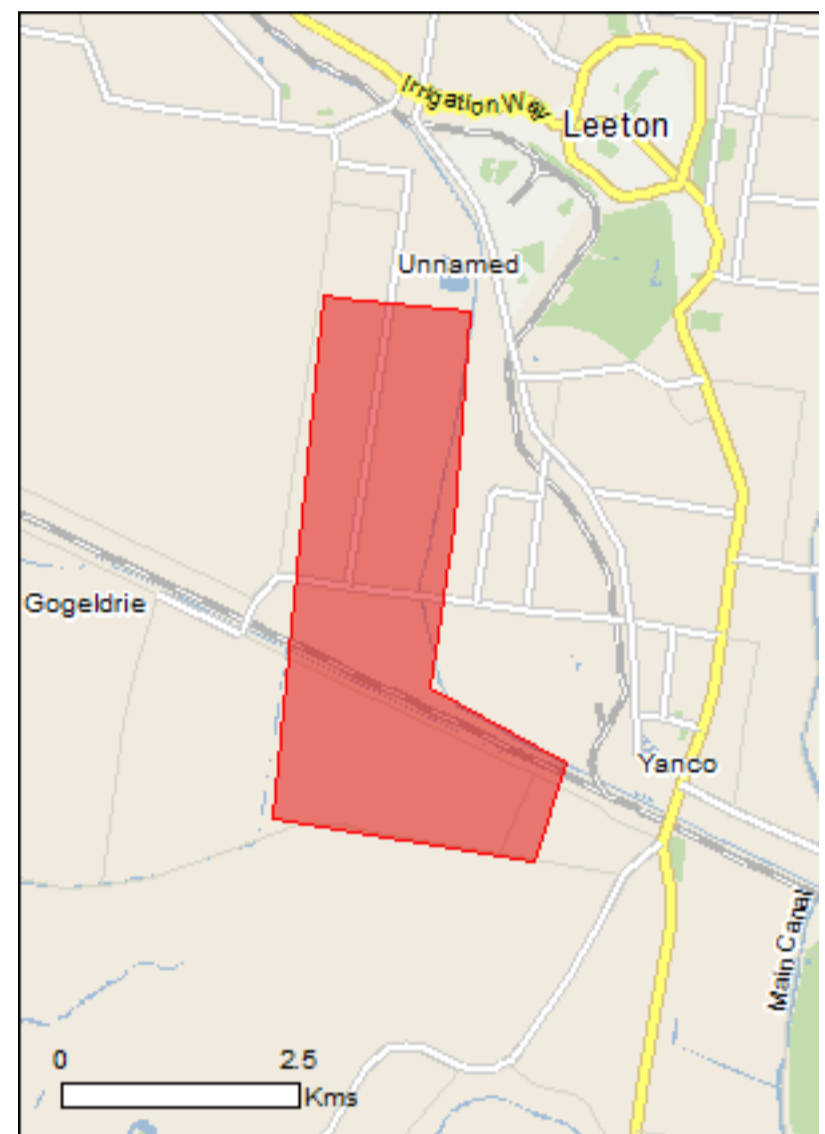 Irrigation Way
Leeton
Unnamed
Gogeldrie
Yanco
Main Canal
0 2.5
Kms